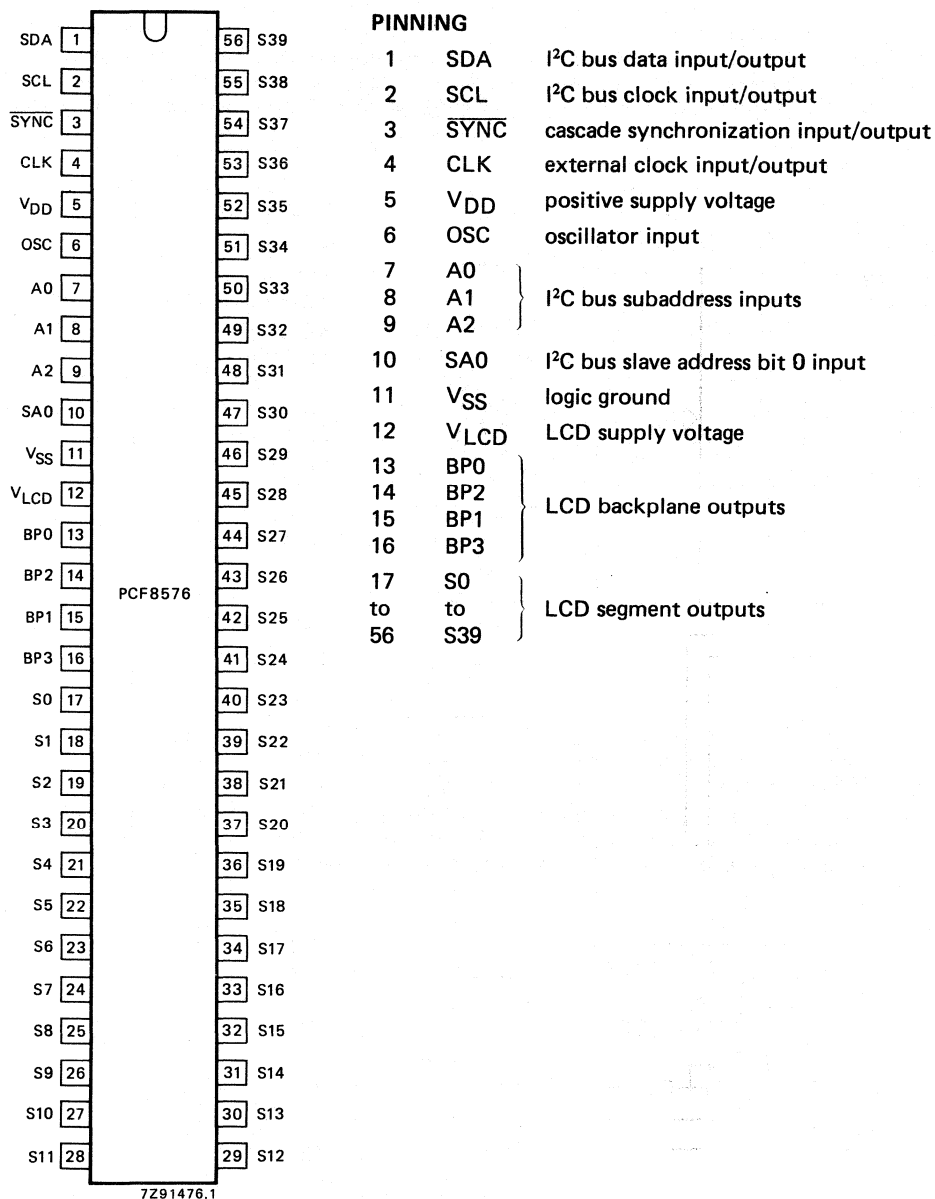 SDA 1 56 S39
SCL 2 55 S38
SYNC 3 54 S37
CLK 4 53 S36
VDD 5 52 S35
OSC 6 51 S34
A0 7 50 S33
A1 8 49 S32
A2 9 48 S31
SA0 10 47 S30
VSS 11 46 S29
VLCD 12 45 S28
BP0 13 44 S27
BP2 14 43 S26
PCF8576
BP1 15 42 S25
BP3 16 41 S24
S0 17 40 S23
S1 18 39 S22
S2 19 38 S21
S3 20 37 S20
S4 21 36 S19
S5 22 35 S18
S6 23 34 S17
S7 24 33 S16
S8 25 32 S15
S9 26 31 S14
S10 27 30 S13
S11 28 29 S12
7Z91476.1
PINNING
1 SDA I²C bus data input/output
2 SCL I²C bus clock input/output
3 SYNC cascade synchronization input/output
4 CLK external clock input/output
5 VDD positive supply voltage
6 OSC oscillator input
7 A0
8 A1 I²C bus subaddress inputs
9 A2
10 SA0 I²C bus slave address bit 0 input
11 VSS logic ground
12 VLCD LCD supply voltage
13 BP0
14 BP2
LCD backplane outputs
15 BP1
16 BP3
17 S0
to to LCD segment outputs
56 S39